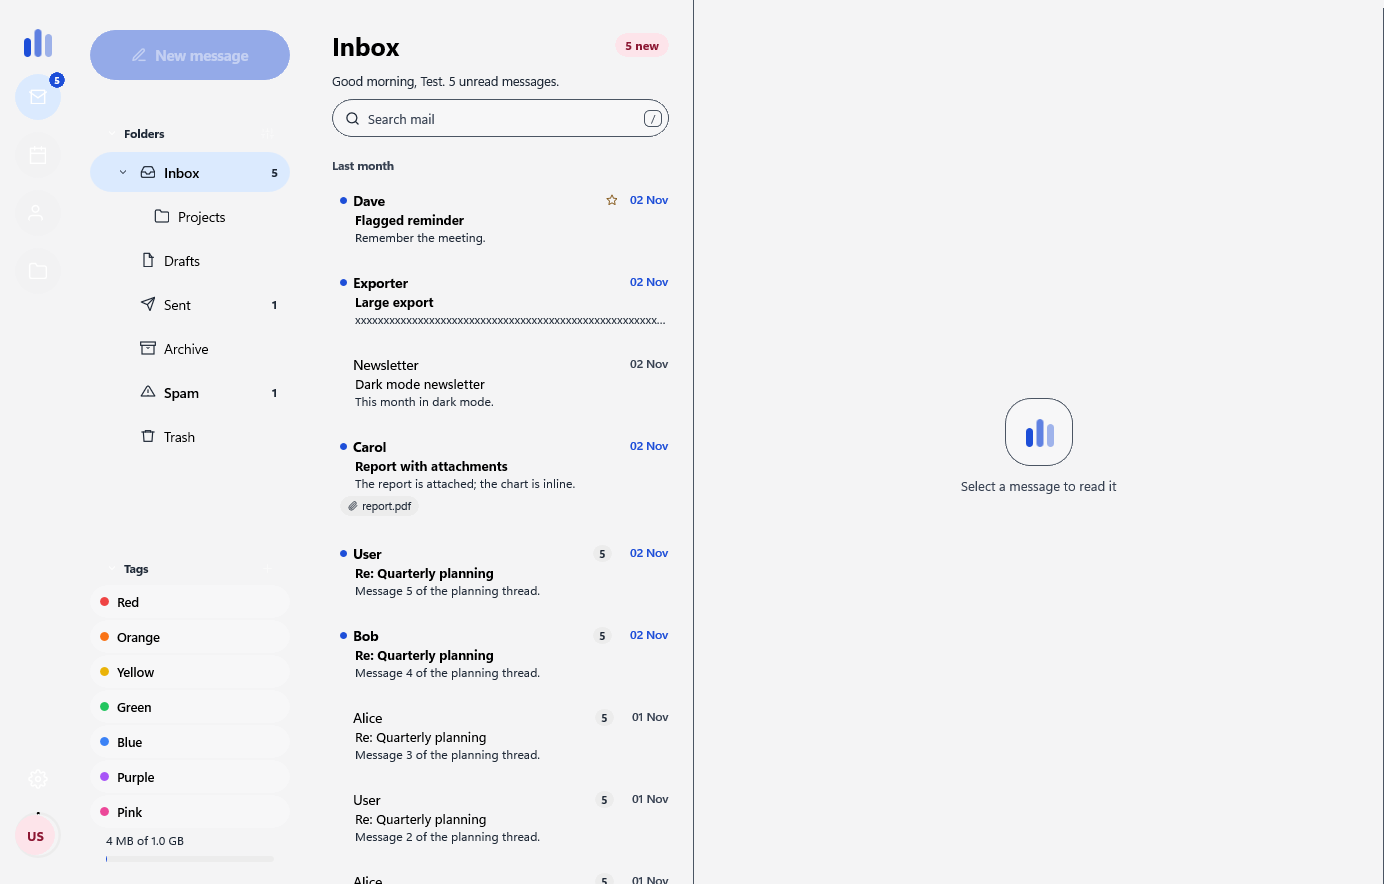 5
New message
Folders
Inbox 5
Projects
Drafts
Sent 1
Archive
Spam 1
Trash
Tags
Red
Orange
Yellow
Green
Blue
Purple
Pink
4 MB of 1.0 GB
US
Inbox
5 new
Good morning, Test. 5 unread messages.
Search mail /
Last month
Dave 02 Nov
Flagged reminder
Remember the meeting.
Exporter 02 Nov
Large export
xxxxxxxxxxxxxxxxxxxxxxxxxxxxxxxxxxxxxxxxxxxxxxxxxxxxx...
Newsletter 02 Nov
Dark mode newsletter
This month in dark mode.
Carol 02 Nov
Report with attachments
The report is attached; the chart is inline.
report.pdf
User 5 02 Nov
Re: Quarterly planning
Message 5 of the planning thread.
Bob 5 02 Nov
Re: Quarterly planning
Message 4 of the planning thread.
Alice 5 01 Nov
Re: Quarterly planning
Message 3 of the planning thread.
User 5 01 Nov
Re: Quarterly planning
Message 2 of the planning thread.
Alice 5 01 Nov
Select a message to read it